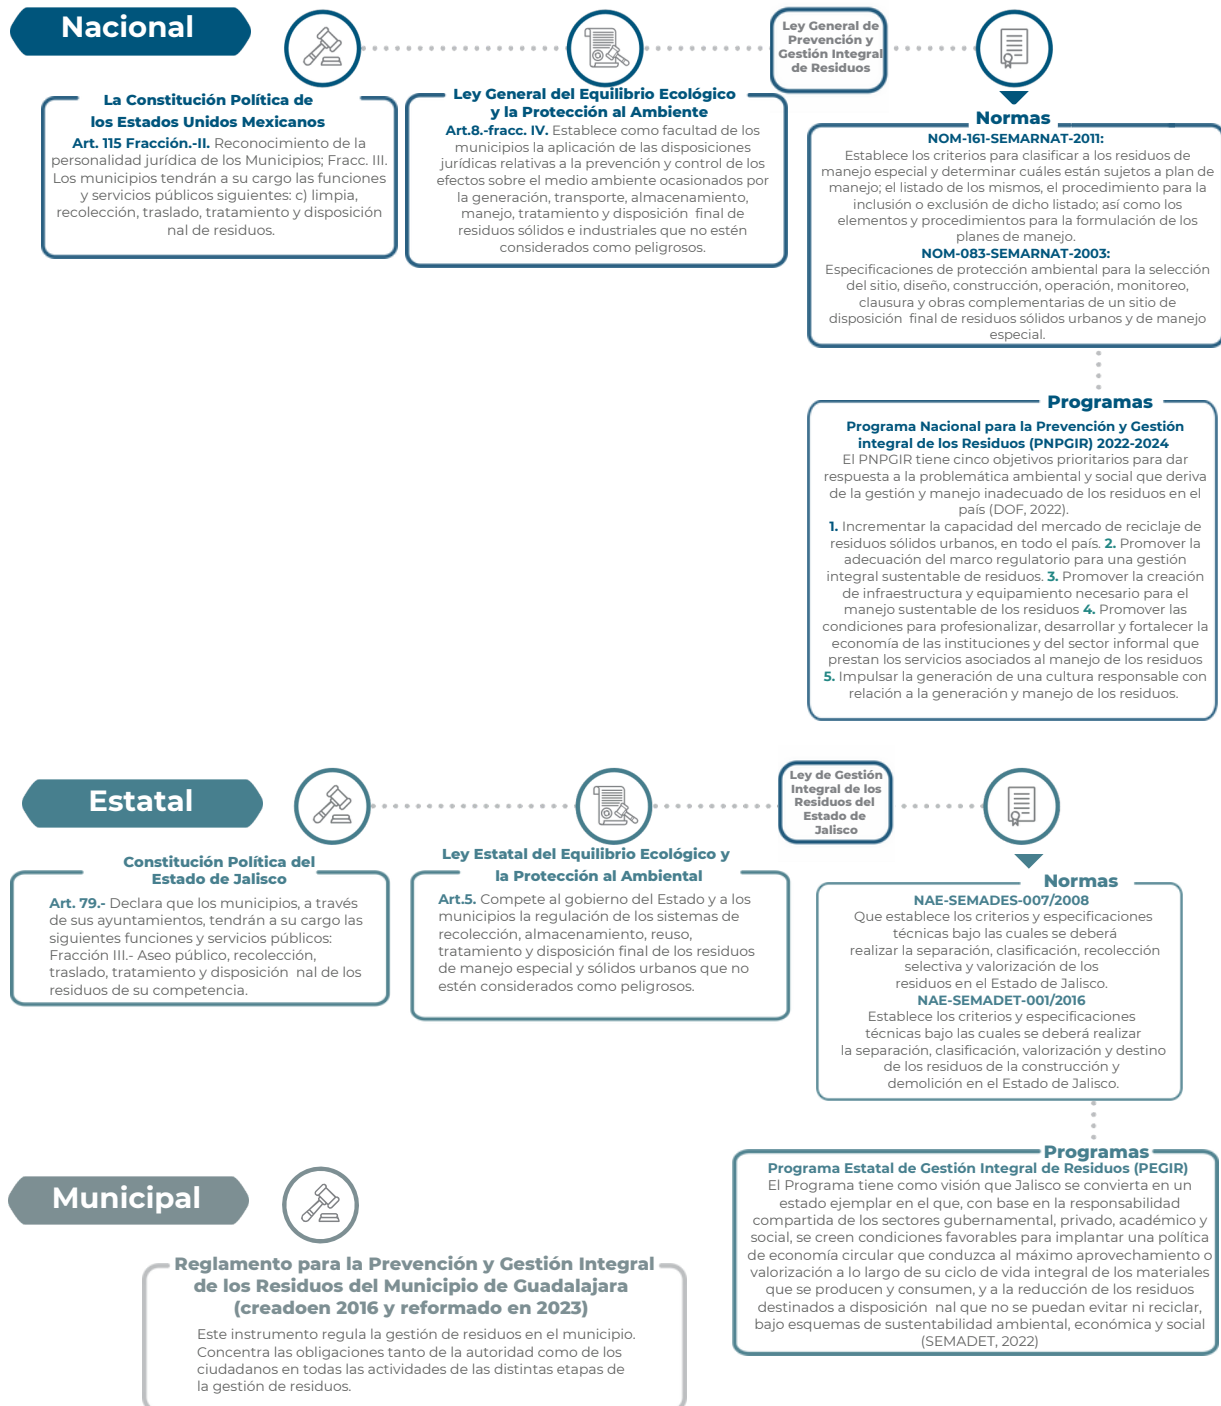 Nacional
Ley General de
Prevención y
Gestión Integral
de Residuos
La Constitución Política de
los Estados Unidos Mexicanos
Art. 115 Fracción.-II. Reconocimiento de la
personalidad jurídica de los Municipios; Fracc. III.
Los municipios tendrán a su cargo las funciones
y servicios públicos siguientes: c) limpia,
recolección, traslado, tratamiento y disposición
nal de residuos.
Ley General del Equilibrio Ecológico
y la Protección al Ambiente
Art.8.-fracc. IV. Establece como facultad de los
municipios la aplicación de las disposiciones
jurídicas relativas a la prevención y control de los
efectos sobre el medio ambiente ocasionados por
la generación, transporte, almacenamiento,
manejo, tratamiento y disposición final de
residuos sólidos e industriales que no estén
considerados como peligrosos.
Normas
NOM-161-SEMARNAT-2011:
Establece los criterios para clasificar a los residuos de
manejo especial y determinar cuáles están sujetos a plan de
manejo; el listado de los mismos, el procedimiento para la
inclusión o exclusión de dicho listado; así como los
elementos y procedimientos para la formulación de los
planes de manejo.
NOM-083-SEMARNAT-2003:
Especificaciones de protección ambiental para la selección
del sitio, diseño, construcción, operación, monitoreo,
clausura y obras complementarias de un sitio de
disposición final de residuos sólidos urbanos y de manejo
especial.
Programas
Programa Nacional para la Prevención y Gestión
integral de los Residuos (PNPGIR) 2022-2024
El PNPGIR tiene cinco objetivos prioritarios para dar
respuesta a la problemática ambiental y social que deriva
de la gestión y manejo inadecuado de los residuos en el
país (DOF, 2022).
1. Incrementar la capacidad del mercado de reciclaje de
residuos sólidos urbanos, en todo el país. 2. Promover la
adecuación del marco regulatorio para una gestión
integral sustentable de residuos. 3. Promover la creación
de infraestructura y equipamiento necesario para el
manejo sustentable de los residuos 4. Promover las
condiciones para profesionalizar, desarrollar y fortalecer la
economía de las instituciones y del sector informal que
prestan los servicios asociados al manejo de los residuos
5. Impulsar la generación de una cultura responsable con
relación a la generación y manejo de los residuos.
Estatal
Ley de Gestión
Integral de los
Residuos del
Estado de
Jalisco
Constitución Política del
Estado de Jalisco
Art. 79.- Declara que los municipios, a través
de sus ayuntamientos, tendrán a su cargo las
siguientes funciones y servicios públicos:
Fracción III.- Aseo público, recolección,
traslado, tratamiento y disposición nal de los
residuos de su competencia.
Ley Estatal del Equilibrio Ecológico y
la Protección al Ambiental
Art.5. Compete al gobierno del Estado y a los
municipios la regulación de los sistemas de
recolección, almacenamiento, reuso,
tratamiento y disposición final de los residuos
de manejo especial y sólidos urbanos que no
estén considerados como peligrosos.
Normas
NAE-SEMADES-007/2008
Que establece los criterios y especificaciones
técnicas bajo las cuales se deberá
realizar la separación, clasificación, recolección
selectiva y valorización de los
residuos en el Estado de Jalisco.
NAE-SEMADET-001/2016
Establece los criterios y especificaciones
técnicas bajo las cuales se deberá realizar
la separación, clasificación, valorización y destino
de los residuos de la construcción y
demolición en el Estado de Jalisco.
Programas
Programa Estatal de Gestión Integral de Residuos (PEGIR)
El Programa tiene como visión que Jalisco se convierta en un
estado ejemplar en el que, con base en la responsabilidad
compartida de los sectores gubernamental, privado, académico y
social, se creen condiciones favorables para implantar una política
de economía circular que conduzca al máximo aprovechamiento o
valorización a lo largo de su ciclo de vida integral de los materiales
que se producen y consumen, y a la reducción de los residuos
destinados a disposición nal que no se puedan evitar ni reciclar,
bajo esquemas de sustentabilidad ambiental, económica y social
(SEMADET, 2022)
Municipal
Reglamento para la Prevención y Gestión Integral
de los Residuos del Municipio de Guadalajara
(creadoen 2016 y reformado en 2023)
Este instrumento regula la gestión de residuos en el municipio.
Concentra las obligaciones tanto de la autoridad como de los
ciudadanos en todas las actividades de las distintas etapas de
la gestión de residuos.